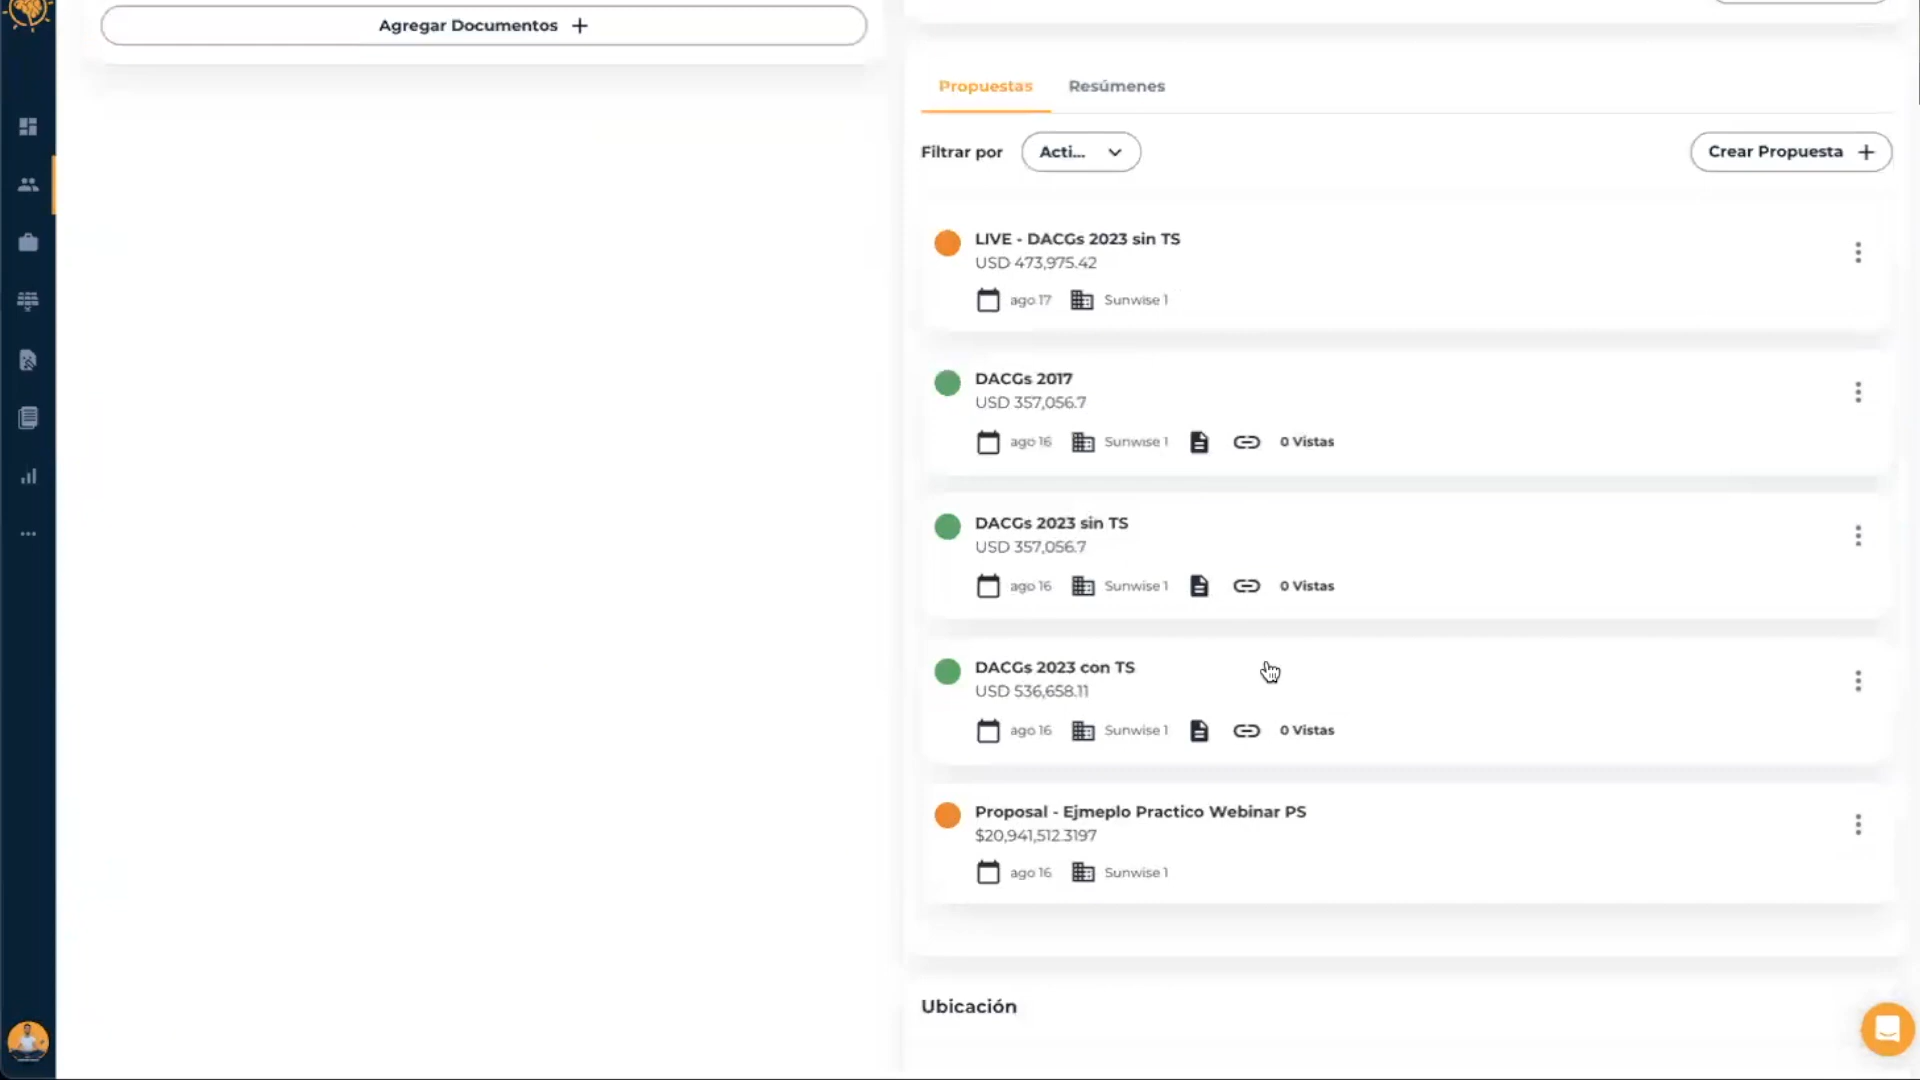 Agregar Documentos +
Propuestas
Resúmenes
Filtrar por
Acti...
Crear Propuesta +
LIVE - DACGs 2023 sin TS
USD 473,975.42
ago 17
Sunwise 1
DACGs 2017
USD 357,056.7
ago 16
Sunwise 1
0 Vistas
DACGs 2023 sin TS
USD 357,056.7
ago 16
Sunwise 1
0 Vistas
DACGs 2023 con TS
USD 536,658.11
ago 16
Sunwise 1
0 Vistas
Proposal - Ejmeplo Practico Webinar PS
$20,941,512.3197
ago 16
Sunwise 1
Ubicación